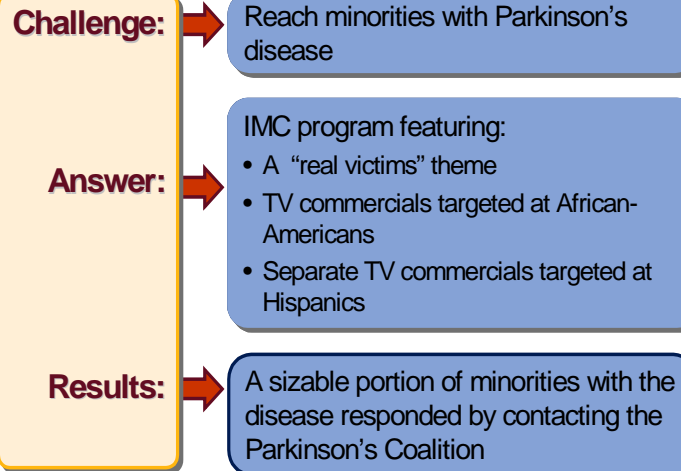 Challenge:
Reach minorities with Parkinson's
disease
Answer:
IMC program featuring:
• A “real victims” theme
• TV commercials targeted at African-
Americans
• Separate TV commercials targeted at
Hispanics
Results:
A sizable portion of minorities with the
disease responded by contacting the
Parkinson's Coalition